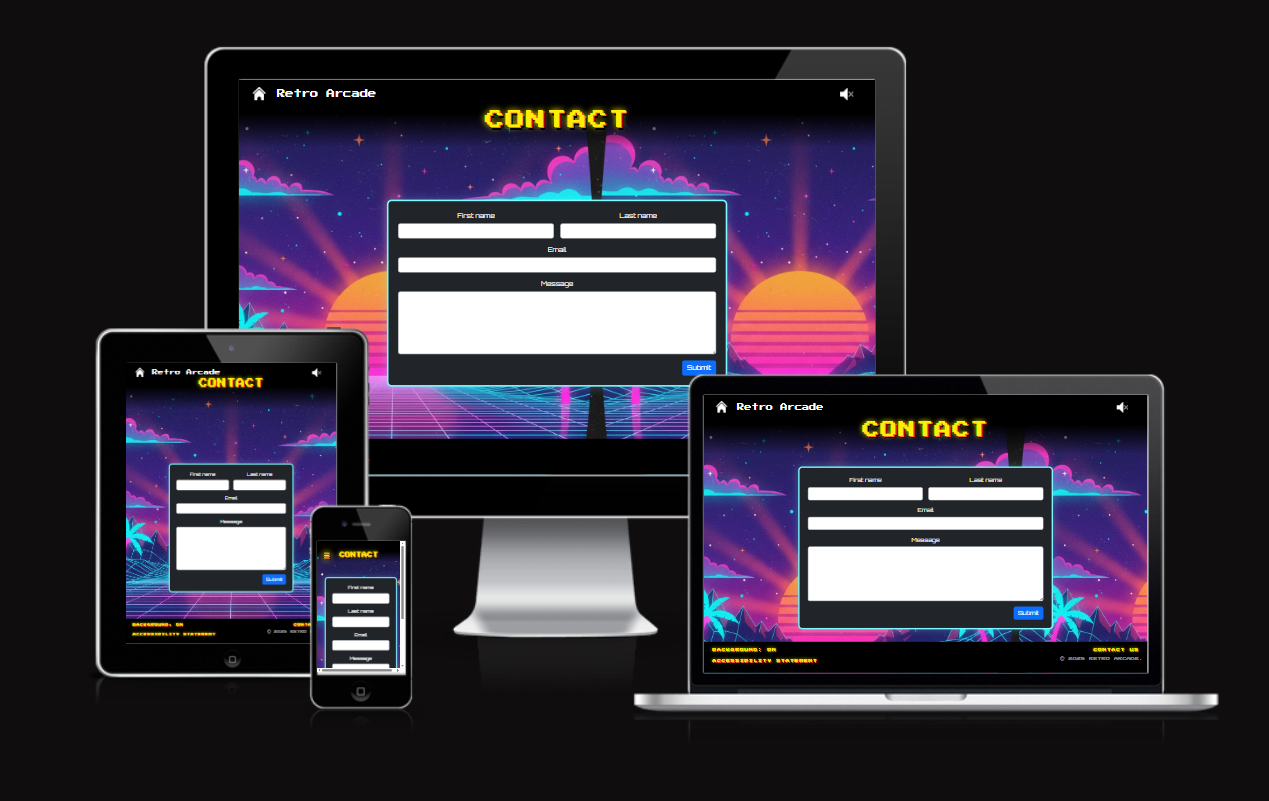 Retro Arcade
CONTACT
First name Last name
Email
Message
Submit
Retro Arcade
CONTACT
First name Last name
Email
Message
Submit
BACKGROUND: ON CONTA
ACCESSIBILITY STATEMENT © 2025 RETRO
CONTACT
First name
Last name
Email
Message
Retro Arcade
CONTACT
First name Last name
Email
Message
Submit
BACKGROUND: ON CONTACT US
ACCESSIBILITY STATEMENT © 2025 RETRO ARCADE.